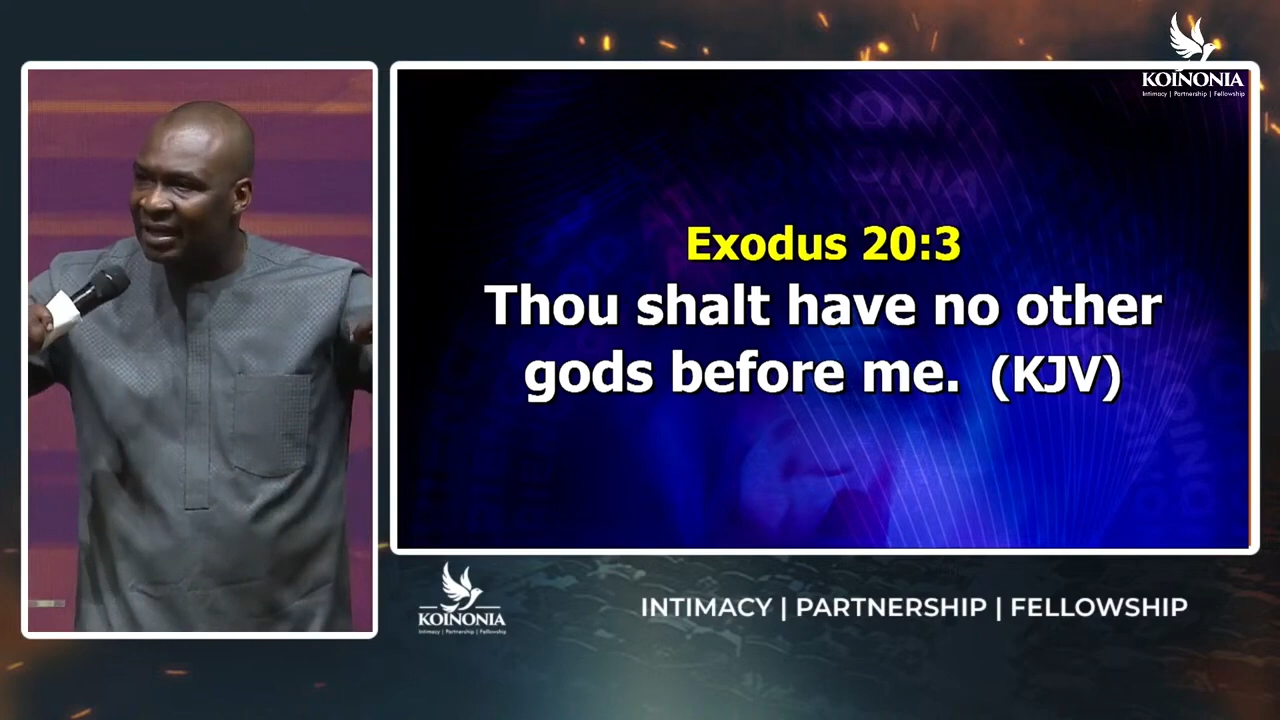 KOINONIA
Intimacy | Partnership | Fellowship
Exodus 20:3
Thou shalt have no other
gods before me. (KJV)
KOINONIA
Intimacy | Partnership | Fellowship
INTIMACY | PARTNERSHIP | FELLOWSHIP